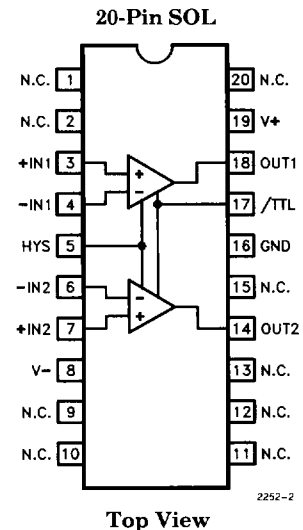 20-Pin SOL
N.C. 1 20 N.C.
N.C. 2 19 V+
+IN1 3 18 OUT1
-IN1 4 17 /TTL
HYS 5 16 GND
-IN2 6 15 N.C.
+IN2 7 14 OUT2
V- 8 13 N.C.
N.C. 9 12 N.C.
N.C. 10 11 N.C.
+
-
-
+
2252-2
Top View